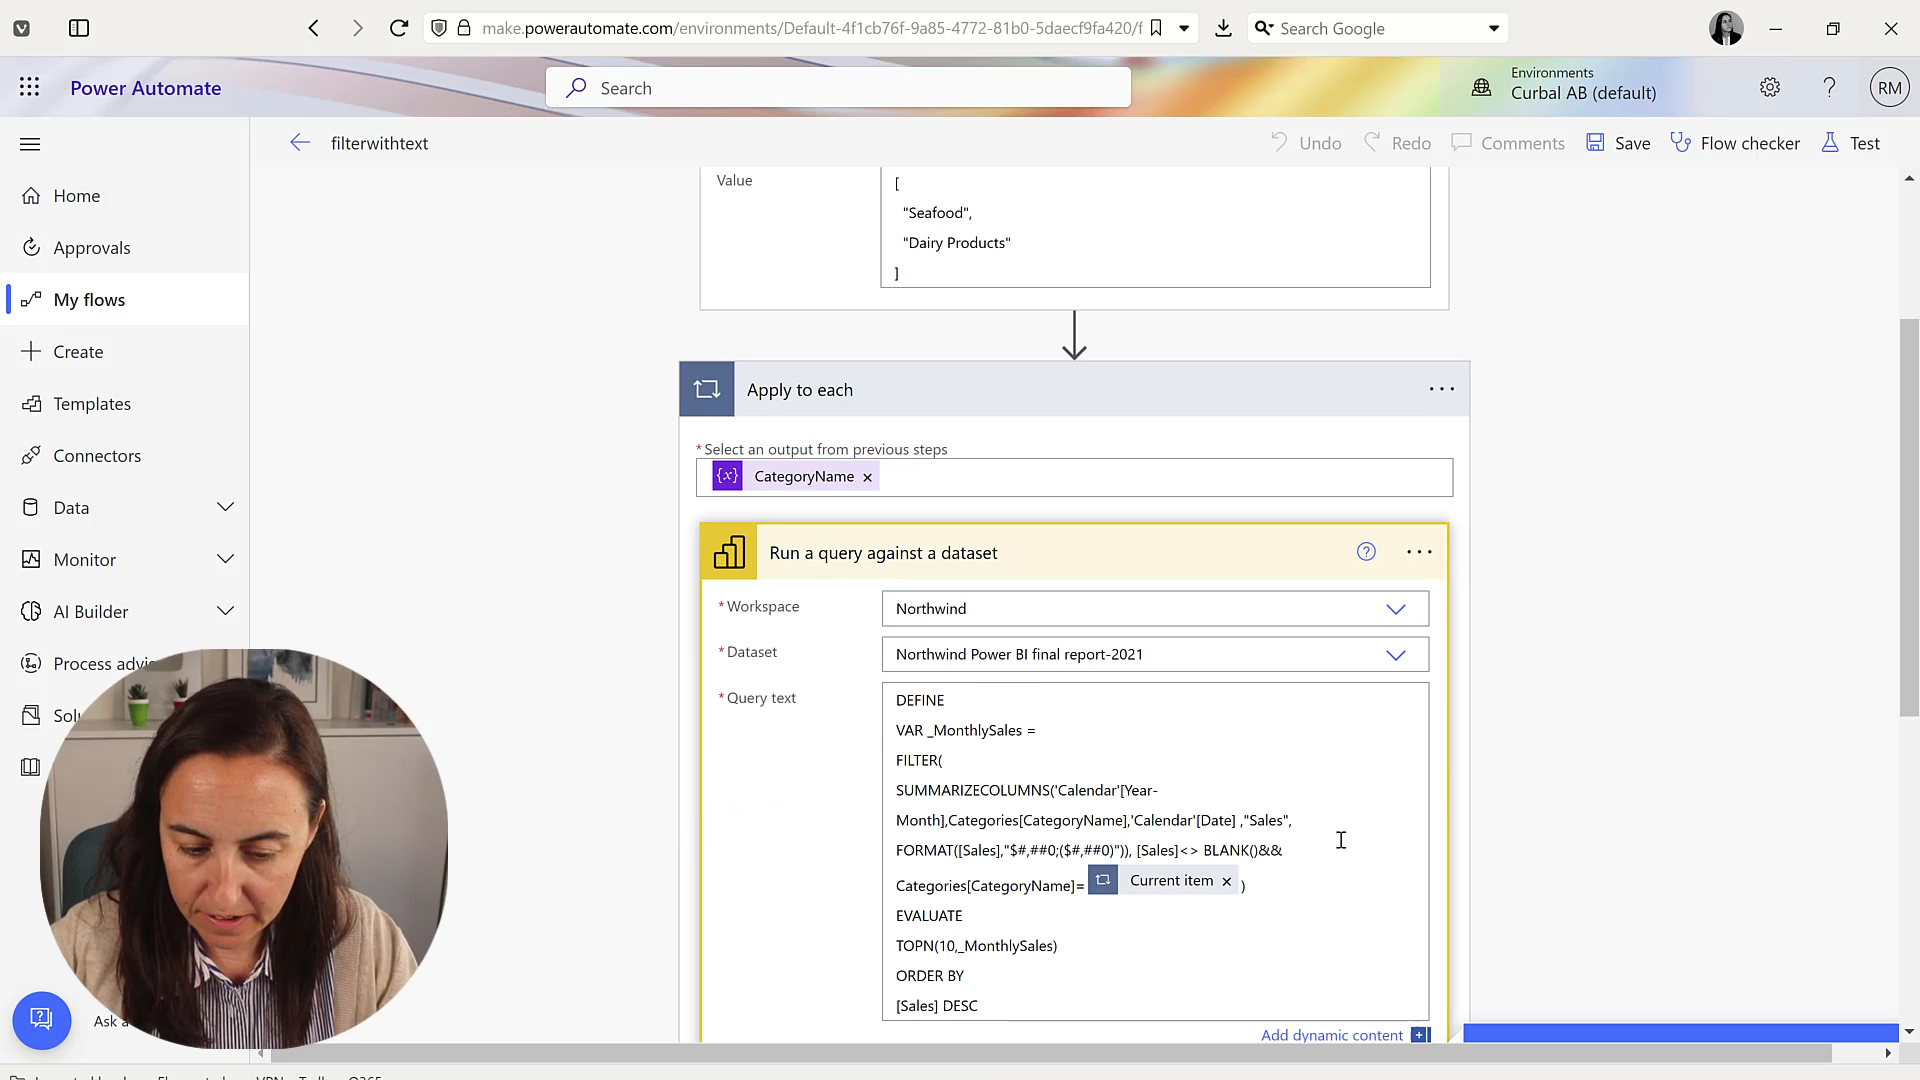 make.powerautomate.com/environments/Default-4f1cb76f-9a85-4772-81b0-5daecf9fa420/f
Search Google
Power Automate
Search
Environments
Curbal AB (default)
RM
filterwithtext
Undo
Redo
Comments
Save
Flow checker
Test
Home
Approvals
My flows
Create
Templates
Connectors
Data
Monitor
AI Builder
Process advis
Solu
Value
[
"Seafood",
"Dairy Products"
]
Apply to each
* Select an output from previous steps
{x} CategoryName ×
Run a query against a dataset
* Workspace
Northwind
* Dataset
Northwind Power BI final report-2021
* Query text
DEFINE
VAR _MonthlySales =
FILTER(
SUMMARIZECOLUMNS('Calendar'[Year-
Month],Categories[CategoryName],'Calendar'[Date] ,"Sales",
FORMAT([Sales],"$#,##0;($#,##0)")), [Sales]<> BLANK()&&
Categories[CategoryName]= Current item × )
EVALUATE
TOPN(10,_MonthlySales)
ORDER BY
[Sales] DESC
Add dynamic content
Ask a